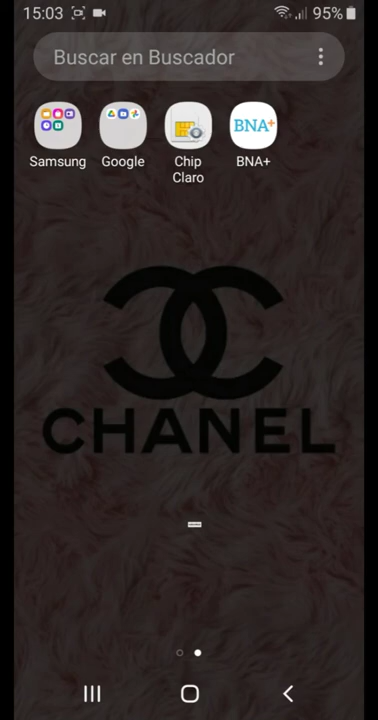 15:03 95%
Buscar en Buscador
BNA+
Samsung Google Chip Claro BNA+
CHANEL